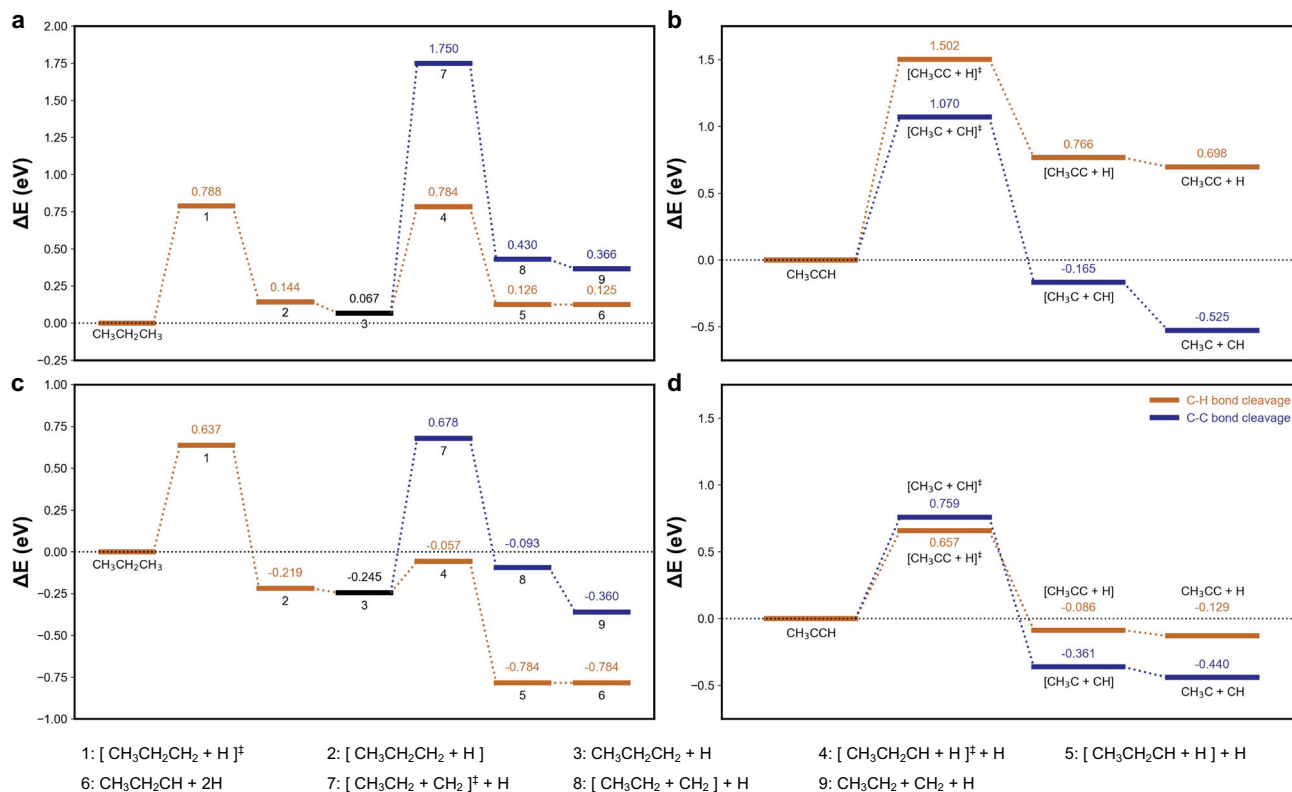 a
2.00
1.75
1.50
1.25
1.00
0.75
0.50
0.25
0.00
−0.25
ΔE (eV)
CH₃CH₂CH₃
0.788
1
0.144
2
0.067
3
1.750
7
0.784
4
0.430
8
0.366
9
0.126
5
0.125
6
b
1.5
1.0
0.5
0.0
−0.5
ΔE (eV)
CH₃CCH
1.502
[CH₃CC + H]‡
1.070
[CH₃C + CH]‡
0.766
[CH₃CC + H]
0.698
CH₃CC + H
-0.165
[CH₃C + CH]
-0.525
CH₃C + CH
c
1.00
0.75
0.50
0.25
0.00
−0.25
−0.50
−0.75
−1.00
ΔE (eV)
CH₃CH₂CH₃
0.637
1
-0.219
2
-0.245
3
0.678
7
-0.057
4
-0.093
8
-0.360
9
-0.784
5
-0.784
6
d
C-H bond cleavage
C-C bond cleavage
1.5
1.0
0.5
0.0
−0.5
ΔE (eV)
CH₃CCH
[CH₃C + CH]‡
0.759
0.657
[CH₃CC + H]‡
[CH₃CC + H]
-0.086
CH₃CC + H
-0.129
-0.361
[CH₃C + CH]
-0.440
CH₃C + CH
1: [ CH₃CH₂CH₂ + H ]‡ 2: [ CH₃CH₂CH₂ + H ] 3: CH₃CH₂CH₂ + H 4: [ CH₃CH₂CH + H ]‡ + H 5: [ CH₃CH₂CH + H ] + H
6: CH₃CH₂CH + 2H 7: [ CH₃CH₂ + CH₂ ]‡ + H 8: [ CH₃CH₂ + CH₂ ] + H 9: CH₃CH₂ + CH₂ + H